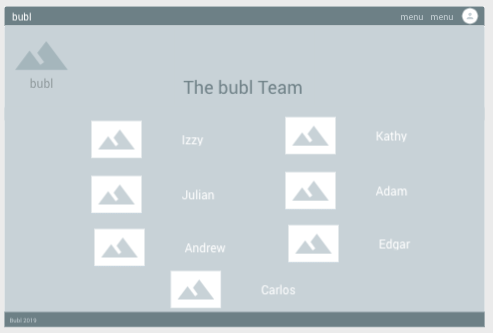 bubl menu menu
bubl
The bubl Team
Izzy Kathy
Julian Adam
Andrew Edgar
Carlos
Bubl 2019